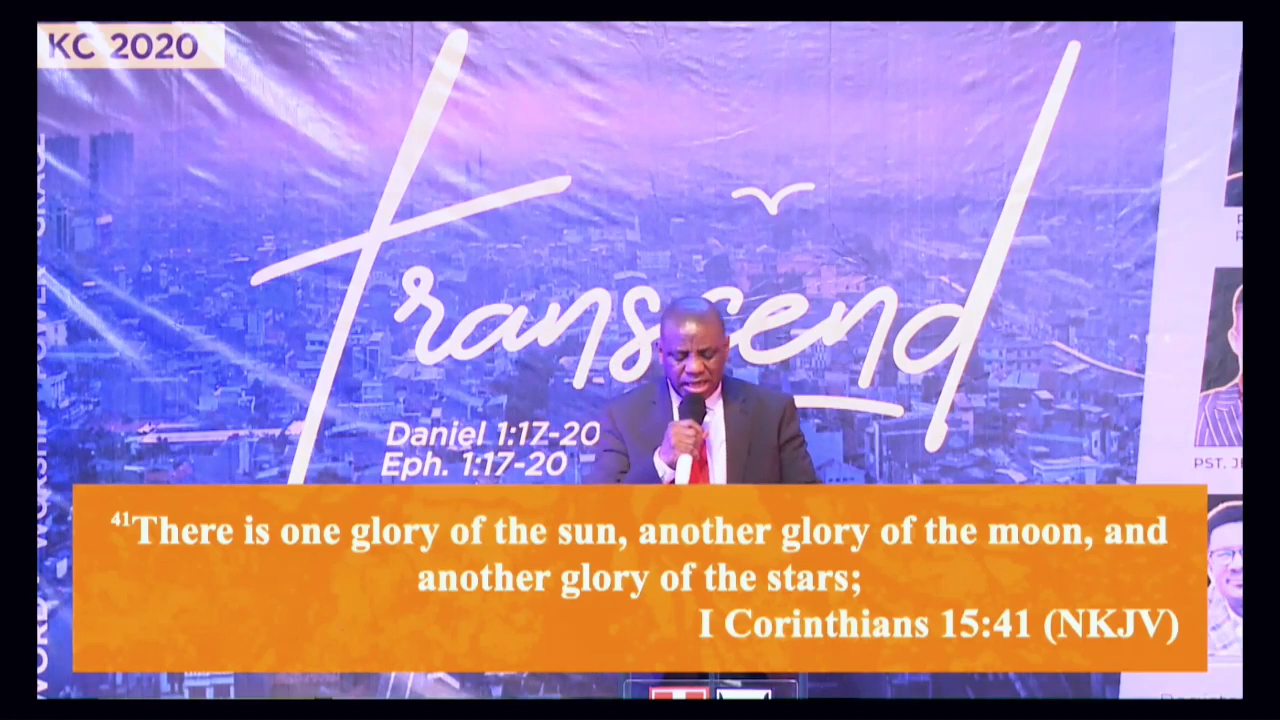 KC 2020
Transcend
Daniel 1:17-20
Eph. 1:17-20
PST. JE
41There is one glory of the sun, another glory of the moon, and
another glory of the stars;
I Corinthians 15:41 (NKJV)